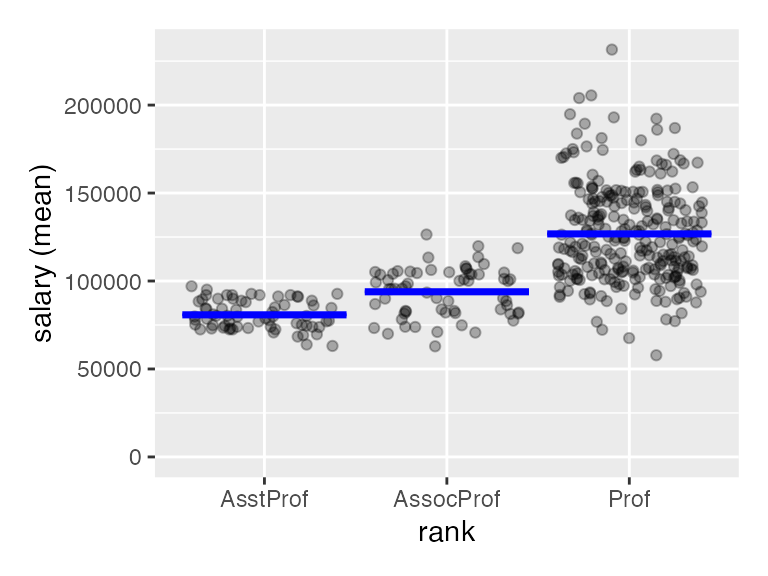 salary (mean)
200000
150000
100000
50000
0
AsstProf
AssocProf
Prof
rank